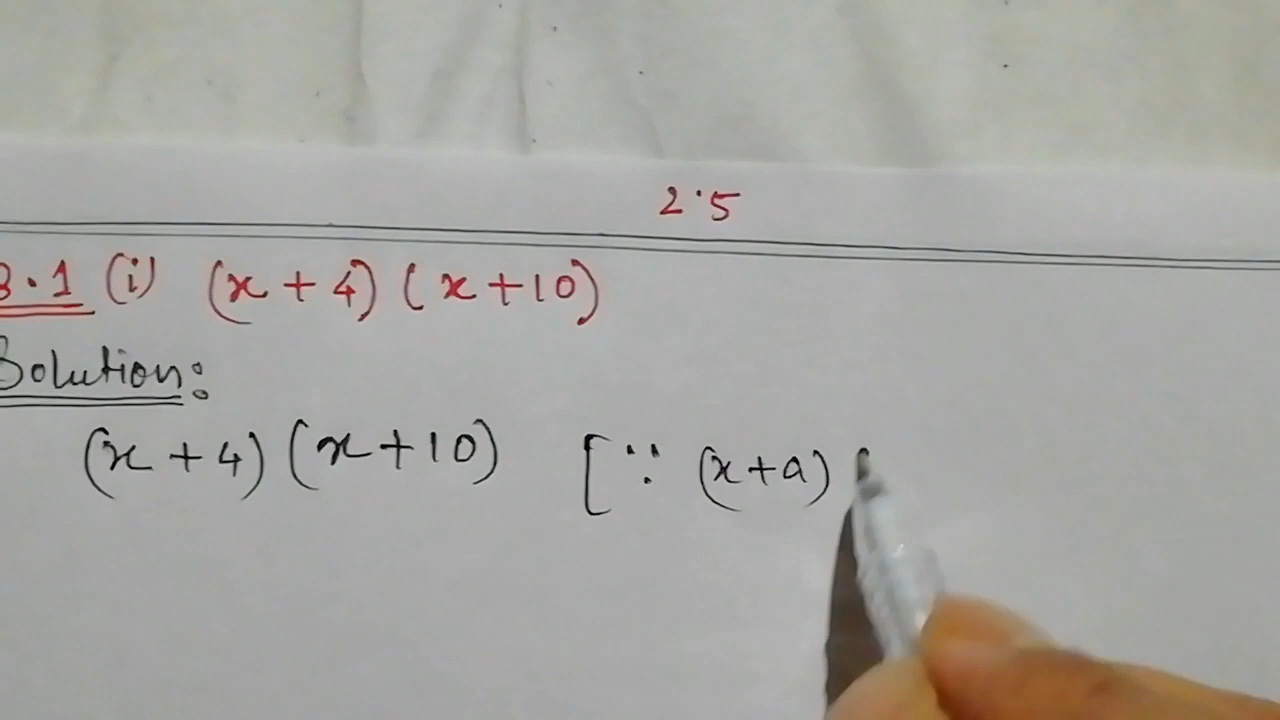 2.5
3.1 (i) (x+4)(x+10)
Solution:
(x+4)(x+10) [∵ (x+a)(